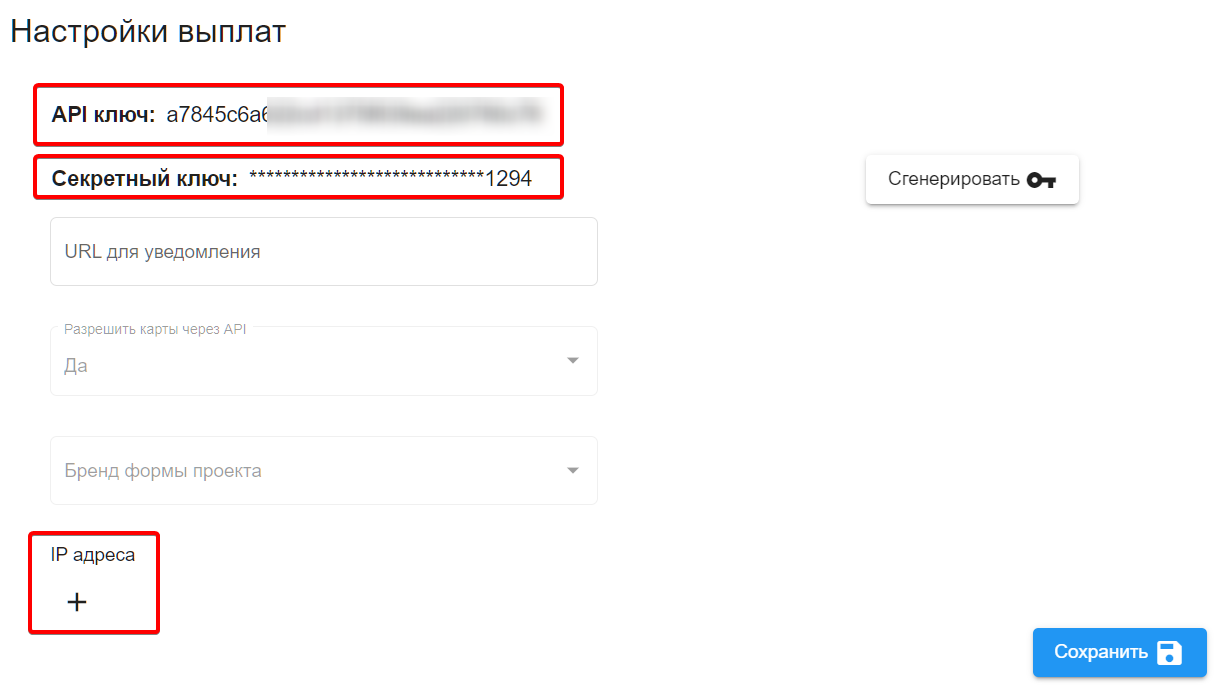 Настройки выплат
API ключ: a7845c6a6
Секретный ключ: ****************************1294
Сгенерировать
URL для уведомления
Разрешить карты через API
Да
Бренд формы проекта
IP адреса
+
Сохранить